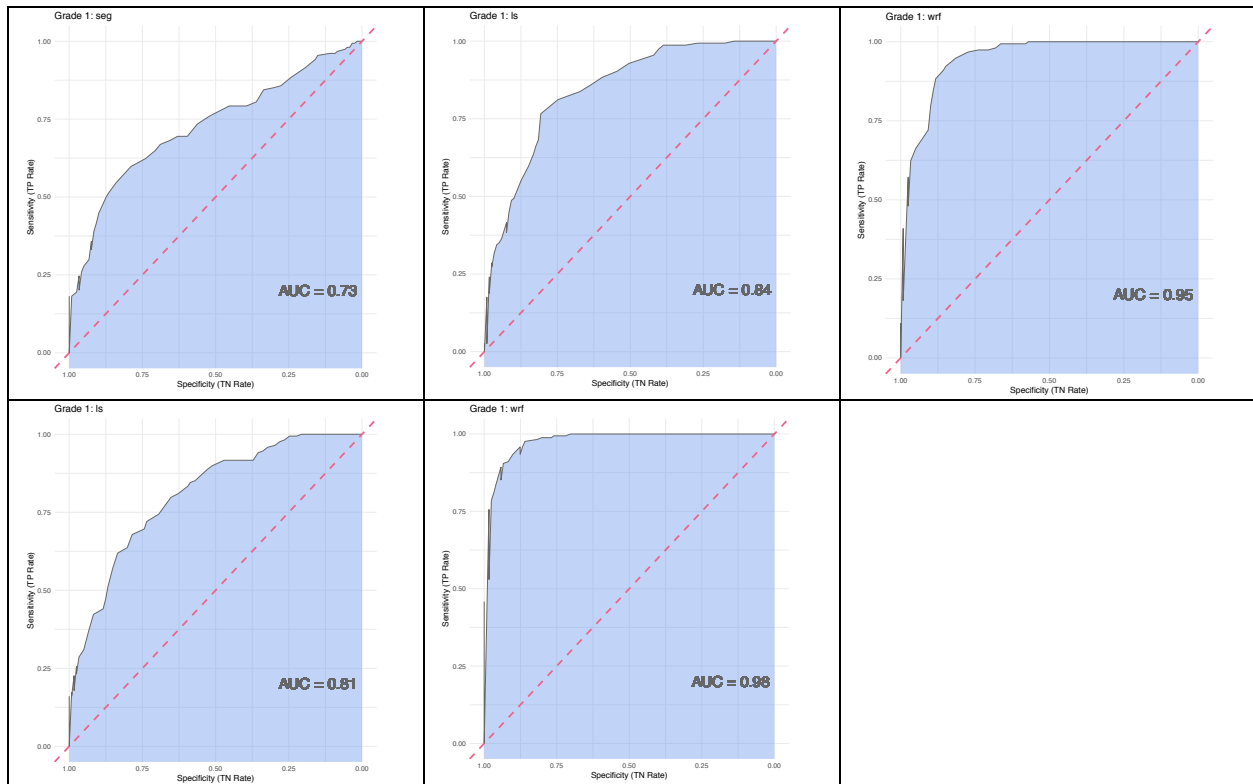 Grade 1: seg
1.00
0.75
0.50
0.25
0.00
Sensitivity (TP Rate)
AUC = 0.73
1.00 0.75 0.50 0.25 0.00
Specificity (TN Rate)
Grade 1: ls
1.00
0.75
0.50
0.25
0.00
Sensitivity (TP Rate)
AUC = 0.84
1.00 0.75 0.50 0.25 0.00
Specificity (TN Rate)
Grade 1: wrf
1.00
0.75
0.50
0.25
0.00
Sensitivity (TP Rate)
AUC = 0.95
1.00 0.75 0.50 0.25 0.00
Specificity (TN Rate)
Grade 1: ls
1.00
0.75
0.50
0.25
0.00
Sensitivity (TP Rate)
AUC = 0.81
1.00 0.75 0.50 0.25 0.00
Specificity (TN Rate)
Grade 1: wrf
1.00
0.75
0.50
0.25
0.00
Sensitivity (TP Rate)
AUC = 0.98
1.00 0.75 0.50 0.25 0.00
Specificity (TN Rate)